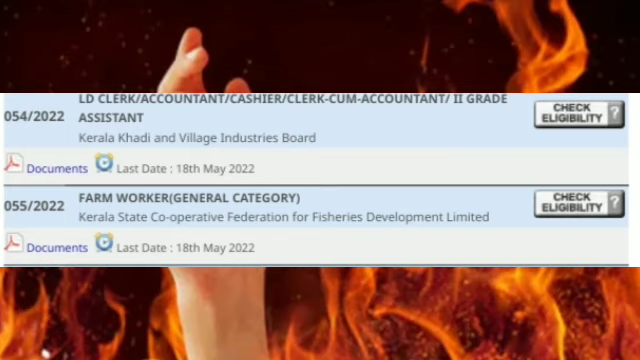 LD CLERK/ACCOUNTANT/CASHIER/CLERK-CUM-ACCOUNTANT/ II GRADE
054/2022 ASSISTANT CHECK ELIGIBILITY ?
Kerala Khadi and Village Industries Board
Documents Last Date : 18th May 2022
055/2022 FARM WORKER(GENERAL CATEGORY) CHECK ELIGIBILITY ?
Kerala State Co-operative Federation for Fisheries Development Limited
Documents Last Date : 18th May 2022